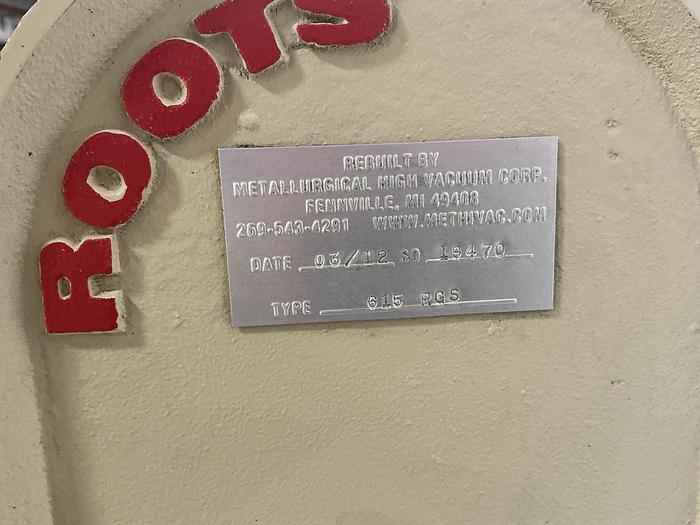 ROOTS
REBUILT BY
METALLURGICAL HIGH VACUUM CORP.
FENNVILLE, MI 49408
269-543-4291 WWW.METHIVAC.COM
DATE 03/12 SO 19470
TYPE 615 RGS